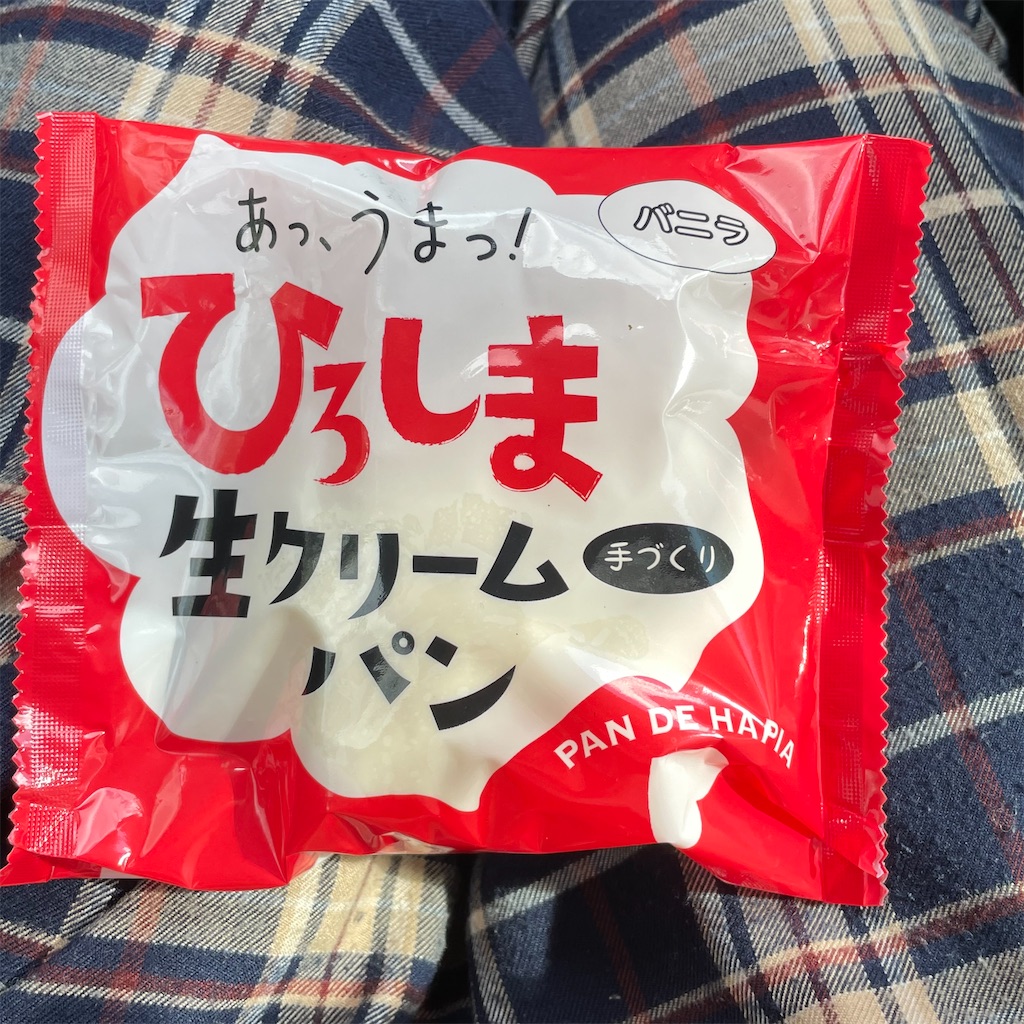 あっ、うまっ!
バニラ
ひろしま
生クリーム
手づくり
パン
PAN DE HAPIA